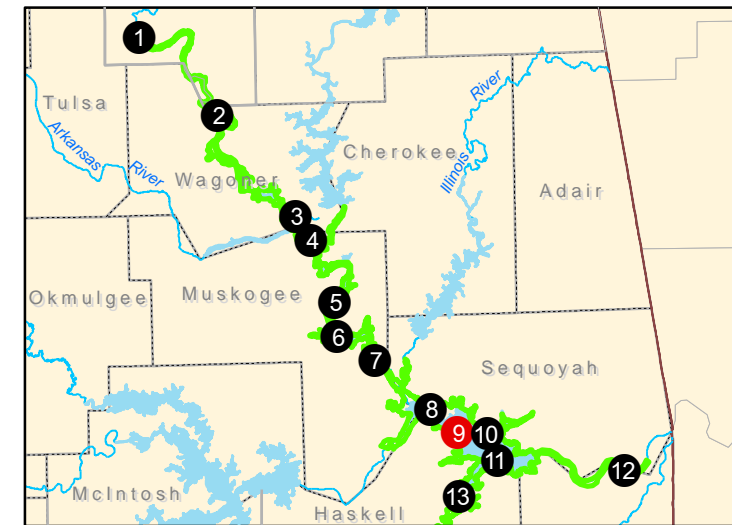 1
River
Tulsa
2
Arkansas
River
Cherokee
Illinois
Wagoner
Adair
3
4
Okmulgee
Muskogee
5
6
7
Sequoyah
8
9
10
11
12
McIntosh
13
Haskell